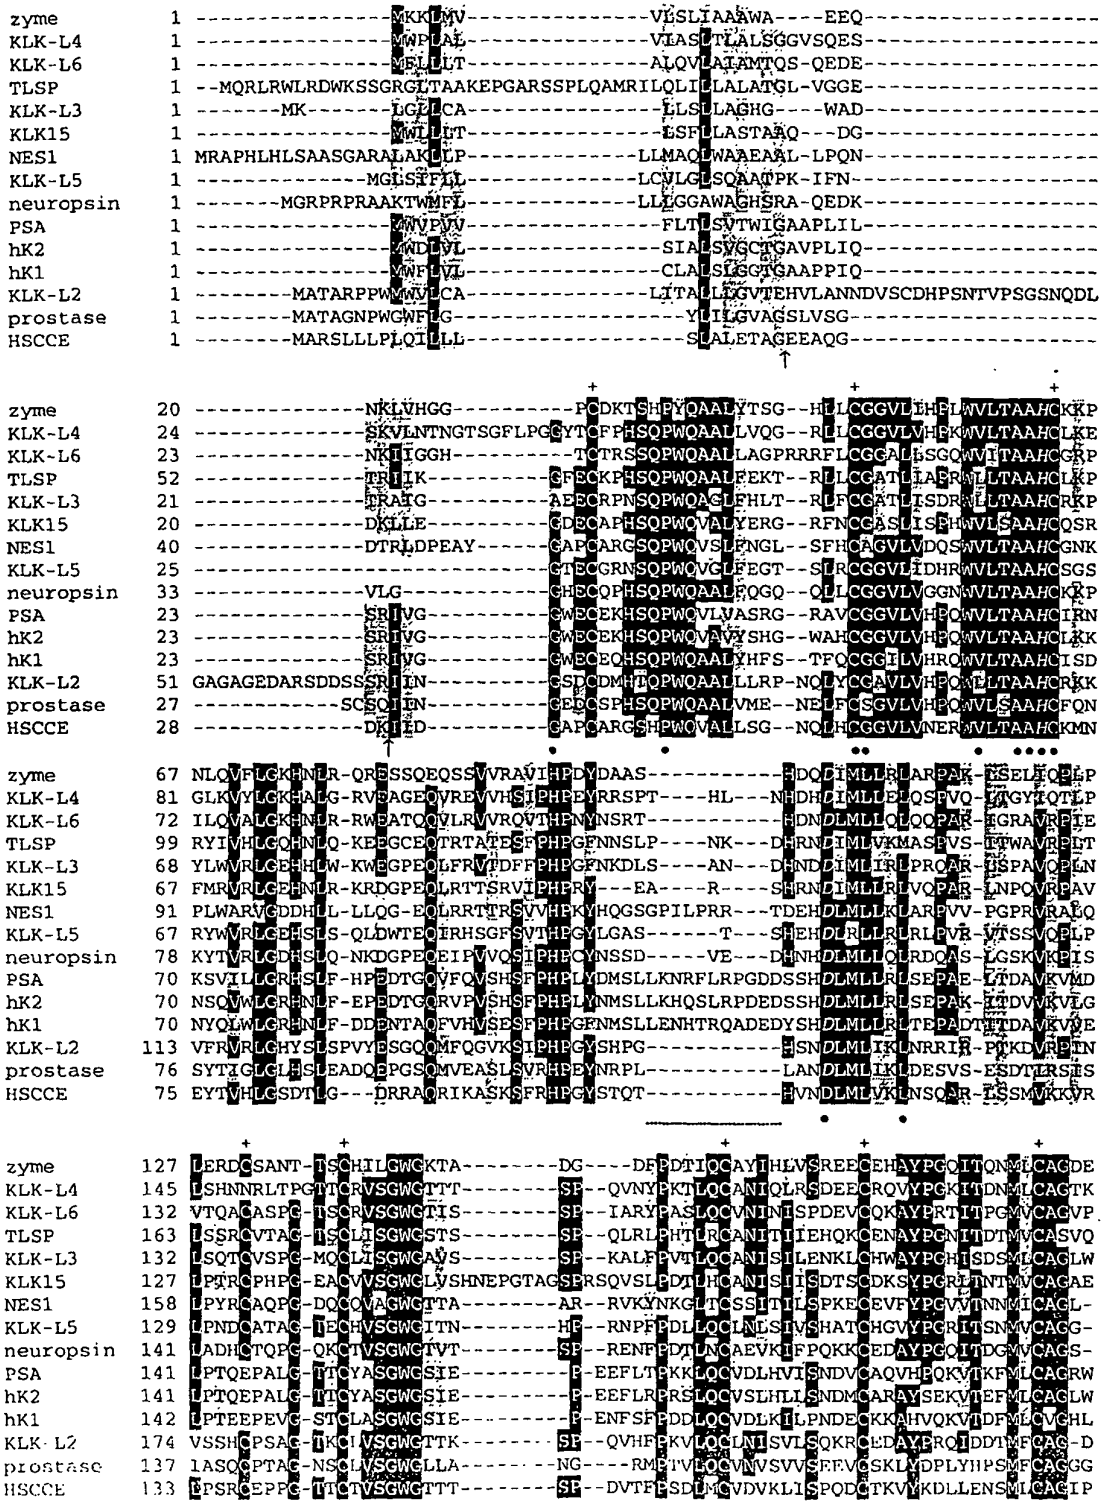 zyme 1 -------------------MKKLMV-------------------VLSLIAAAWA----EEQ-----------------------
KLK-L4 1 -------------------MWPLAL-------------------VIASLTLALSGGVSQES-----------------------
KLK-L6 1 -------------------MFLLLT-------------------ALQVLAIAMTQS-QEDE-----------------------
TLSP 1 --MQRLRWLRDWKSSGRGLTAAKEPGARSSPLQAMRILQLILLALATGL-VGGE-----------------------
KLK-L3 1 --------MK---------LGLLCA-------------------LLSLLAGHG----WAD-----------------------
KLK15 1 -------------------MWLLLT-------------------LSFLLASTAAQ---DG-----------------------
NES1 1 MRAPHLHLSAASGARALAKLLP-----------------LLMAQLWAAEAAL-LPQN-----------------------
KLK-L5 1 -----------------MGLSIFLL-----------------LCVLGLSQAATPK-IFN-----------------------
neuropsin 1 ---------MGRPRPRAAKTWMFL-----------------LLLGGAWAGHSRA-QEDK-----------------------
PSA 1 -------------------MWVPVV-------------------FLTLSVTWIGAAPLIL-----------------------
hK2 1 -------------------MWDLVL-------------------SIALSVGCTGAVPLIQ-----------------------
hK1 1 -------------------MWFLVL-------------------CLALSLGGTGAAPPIQ-----------------------
KLK-L2 1 ---------MATARPPWMWVLCA------------------LITALLLGVTEHVLANNDVSCDHPSNTVPSGSNQDL
prostase 1 ---------MATAGNPWGWFLG-----------------------YLILGVAGSLVSG-----------------------
HSCCE 1 ---------MARSLLLPLQILLL----------------------SLALETAGEEAQG-----------------------
↑
+ + +
zyme 20 -----------------NKLVHGG-----------PCDKTSHPYQAALYTSG--HLLCGGVLIHPLWVLTAAHCKKP
KLK-L4 24 -----------------SKVLNTNGTSGFLPGGYTCFPHSQPWQAALLVQG--RLLCGGVLVHPKWVLTAAHCLKE
KLK-L6 23 -----------------NKIIGGH----------TCTRSSQPWQAALLAGPRRRFLCGGALLSGQWVITAAHCGRP
TLSP 52 -----------------TRIIK-----------GFECKPHSQPWQAALFEKT--RLLCGATLIAPRWLLTAAHCLKP
KLK-L3 21 -----------------TRAIG-----------AEECRPNSQPWQAGLFHLT--RLFCGATLISDRWLLTAAHCRKP
KLK15 20 -----------------DKLLE-----------GDECAPHSQPWQVALYERG--RFNCGASLISPHWVLSAAHCQSR
NES1 40 -----------------DTRLDPEAY-------GAPCARGSQPWQVSLFNGL--SFHCAGVLVDQSWVLTAAHCGNK
KLK-L5 25 ---------------------------------GTECGRNSQPWQVGLFEGT--SLRCGGVLIDHRWVLTAAHCSGS
neuropsin 33 -----------------VLG-------------GHECQPHSQPWQAALFQGQ--QLLCGGVLVGGNWVLTAAHCKKP
PSA 23 -----------------SRIVG-----------GWECEKHSQPWQVLVASRG--RAVCGGVLVHPQWVLTAAHCIRN
hK2 23 -----------------SRIVG-----------GWECEKHSQPWQVAVYSHG--WAHCGGVLVHPQWVLTAAHCLKK
hK1 23 -----------------SRIVG-----------GWECEQHSQPWQAALYHFS--TFQCGGILVHRQWVLTAAHCISD
KLK-L2 51 GAGAGEDARSDDSSSRIIN-----------GSDCDMHTQPWQAALLLRP-NQLYCGAVLVHPQWLLTAAHCRKK
prostase 27 ---------------SCSQIIN-----------GEDCSPHSQPWQAALVME--NELFCSGVLVHPQWVLSAAHCFQN
HSCCE 28 -----------------DKIID-----------GAPCARGSHPWQVALLSG--NQLHCGGVLVNERWVLTAAHCKMN
↑ • • •• • ••••
zyme 67 NLQVFLGKHNLR-QRESSQEQSSVVRAVIHPDYDAAS-------------HDQDIMLLRLARPAK-LSELIQPLP
KLK-L4 81 GLKVYLGKHALG-RVEAGEQVREVVHSIPHPEYRRSPT----HL---NHDHDIMLLELQSPVQ-LTGYIQTLP
KLK-L6 72 ILQVALGKHNLR-RWEATQQVLRVVRQVTHPNYNSRT-------------HDNDLMLLQLQQPAR-IGRAVRPIE
TLSP 99 RYIVHLGQHNLQ-KEEGCEQTRTATESFPHPGFNNSLP----NK---DHRNDIMLVKMASPVS-ITWAVRPLT
KLK-L3 68 YLWVRLGEHHLW-KWEGPEQLFRVTDFFPHPGFNKDLS----AN---DHNDDIMLIRLPRQAR-LSPAVQPLN
KLK15 67 FMRVRLGEHNLR-KRDGPEQLRTTSRVIPHPRY----EA---R----SHRNDIMLLRLVQPAR-LNPQVRPAV
NES1 91 PLWARVGDDHLL-LLQG-EQLRRTTRSVVHPKYHQGSGPILPRR----TDEHDLMLLKLARPVV-PGPRVRALQ
KLK-L5 67 RYWVRLGEHSLS-QLDWTEQIRHSGFSVTHPGYLGAS------T----SHEHDLRLLRLRLPVR-VTSSVQPLP
neuropsin 78 KYTVRLGDHSLQ-NKDGPEQEIPVVQSIPHPCYNSSD------VE---DHNHDLMLLQLRDQAS-LGSKVKPIS
PSA 70 KSVILLGRHSLF-HPEDTGQVFQVSHSFPHPLYDMSLLKNRFLRPGDDSSHDLMLLRLSEPAE-LTDAVKVMD
hK2 70 NSQVWLGRHNLF-EPEDTGQRVPVSHSFPHPLYNMSLLKHQSLRPDEDSSHDLMLLRLSEPAK-ITDVVKVLG
hK1 70 NYQLWLGRHNLF-DDENTAQFVHVSESFPHPGFNMSLLENHTRQADEDYSHDLMLLRLTEPADTITDAVKVVE
KLK-L2 113 VFRVRLGHYSLSPVYESGQQMFQGVKSIPHPGYSHPG-------------HSNDLMLIKLNRRIR-PTKDVRPIN
prostase 76 SYTIGLGLHSLEADQEPGSQMVEASLSVRHPEYNRPL-------------LANDLMLIKLDESVS-ESDTIRSIS
HSCCE 75 EYTVHLGSDTLG--DRRAQRIKASKSFRHPGYSTQT-------------HVNDLMLVKLNSQAR-LSSMVKKVR
• •
+ + + + +
zyme 127 LERDCSANT-TSCHILGWGKTA--------DG---DFPDTIQCAYIHLVSREECEHAYPGQITQNMLCAGDE
KLK-L4 145 LSHNNRLTPGTTCRVSGWGTTT--------SP--QVNYPKTLQCANIQLRSDEECRQVYPGKITDNMLCAGTK
KLK-L6 132 VTQACASPG-TSCRVSGWGTIS--------SP--IARYPASLQCVNINISPDEVCQKAYPRTITPGMVCAGVP
TLSP 163 LSSRCVTAG-TSCLISGWGSTS--------SP--QLRLPHTLRCANITIIEHQKCENAYPGNITDTMVCASVQ
KLK-L3 132 LSQTCVSPG-MQCLISGWGAVS--------SP--KALFPVTLQCANISILENKLCHWAYPGHISDSMLCAGLW
KLK15 127 LPTRCPHPG-EACVVSGWGLVSHNEPGTAGSPRSQVSLPDTLHCANISIISDTSCDKSYPGRLTNTMVCAGAE
NES1 158 LPYRCAQPG-DQCQVAGWGTTA--------AR--RVKYNKGLTCSSITILSPKECEVFYPGVVTNNMICAGL-
KLK-L5 129 LPNDCATAG-TECHVSGWGITN--------HP--RNPFPDLLQCLNLSIVSHATCHGVYPGRITSNMVCAGG-
neuropsin 141 LADHCTQPG-QKCTVSGWGTVT--------SP--RENFPDTLNCAEVKIFPQKKCEDAYPGQITDGMVCAGS-
PSA 141 LPTQEPALG-TTCYASGWGSIE---------P-EEFLTPKKLQCVDLHVISNDVCAQVHPQKVTKFMLCAGRW
hK2 141 LPTQEPALG-TTCYASGWGSIE---------P-EEFLRPRSLQCVSLHLLSNDMCARAYSEKVTEFMLCAGLW
hK1 142 LPTEEPEVG-STCLASGWGSIE---------P-ENFSFPDDLQCVDLKILPNDECKKAHVQKVTDFMLCVGHL
KLK-L2 174 VSSHCPSAG-TKCLVSGWGTTK--------SP--QVHFPKVLQCLNISVLSQKRCEDAYPRQIDDTMFCAG-D
prostase 137 IASQCPTAG-NSCLVSGWGLLA--------NG---RMPTVLQCVNVSVVSEEVCSKLYDPLYHPSMFCAGGG
HSCCE 133 LPSRCEPPG-TTCTVSGWGTTT--------SP--DVTFPSDLMCVDVKLISPQDCTKVYKDLLENSMLCAGIP